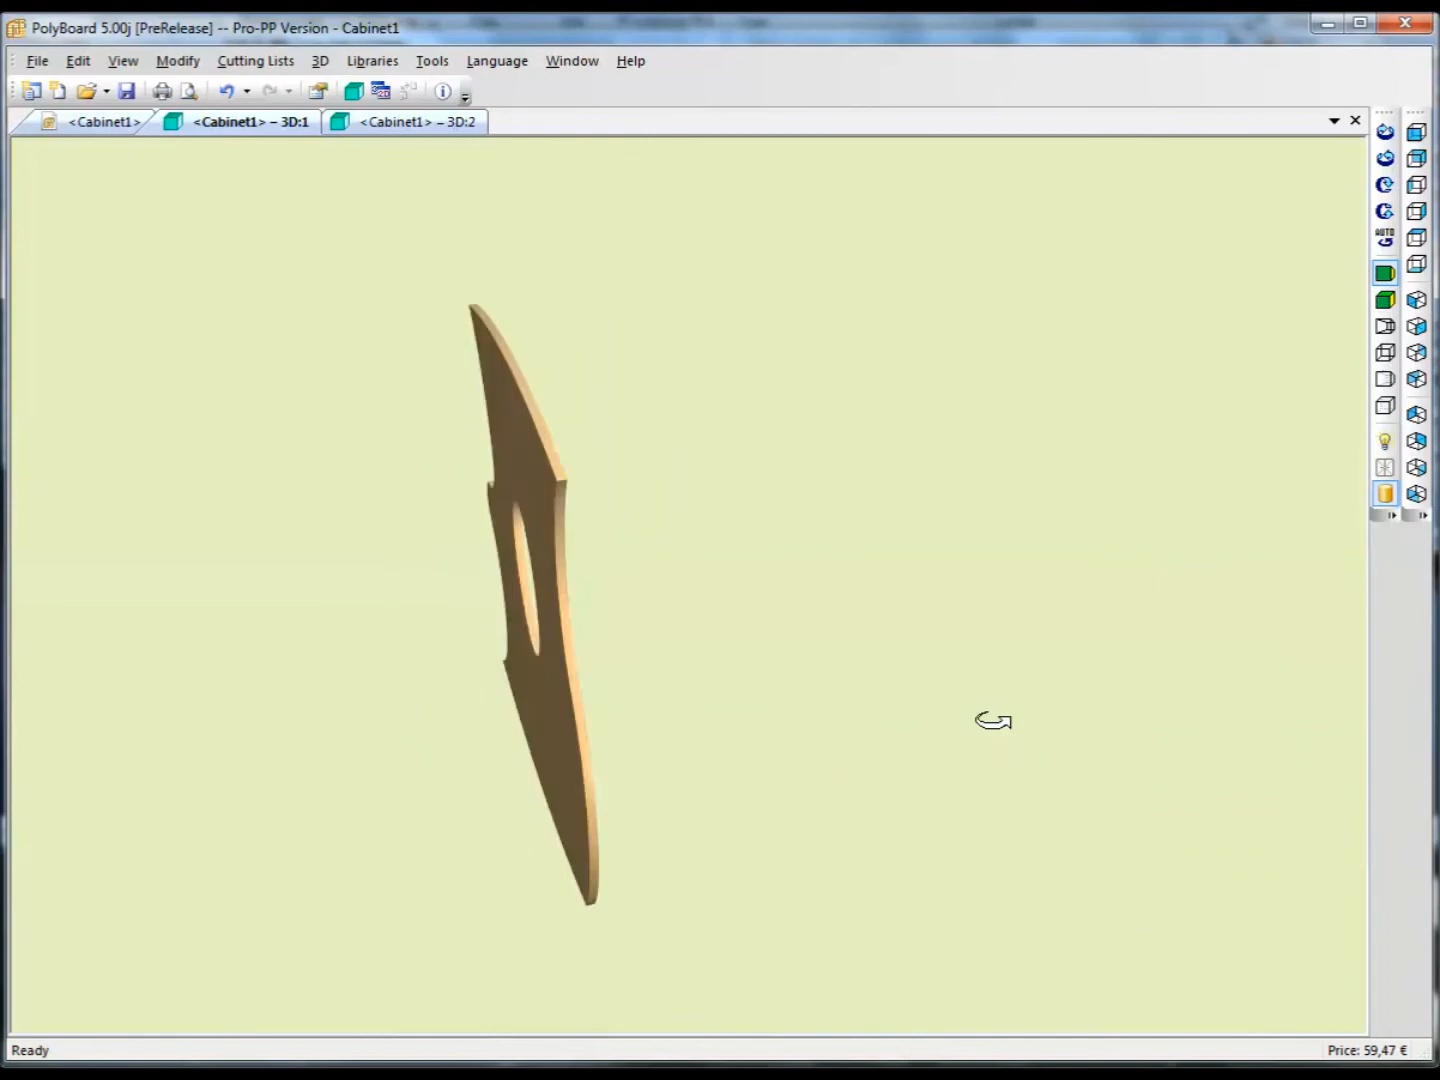 PolyBoard 5.00j [PreRelease] -- Pro-PP Version - Cabinet1
File Edit View Modify Cutting Lists 3D Libraries Tools Language Window Help
<Cabinet1> <Cabinet1> – 3D:1 <Cabinet1> – 3D:2
AUTO
Ready Price: 59,47 €